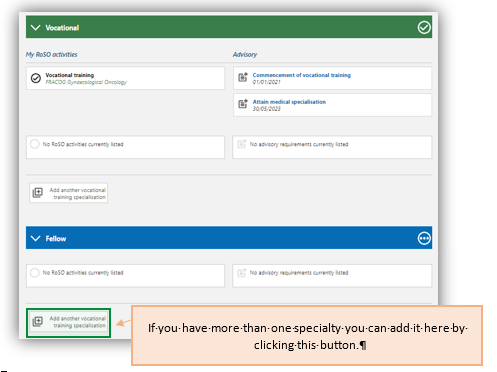 Vocational
My RoSO activities
Advisory
Vocational training
FRACOG Gynaecological Oncology
Commencement of vocational training
01/01/2021
Attain medical specialisation
30/05/2023
No RoSO activities currently listed
No advisory requirements currently listed
Add another vocational
training specialisation
Fellow
No RoSO activities currently listed
No advisory requirements currently listed
Add another vocational
training specialisation
If·you·have·more·than·one·specialty·you·can·add·it·here·by·
clicking·this·button.¶